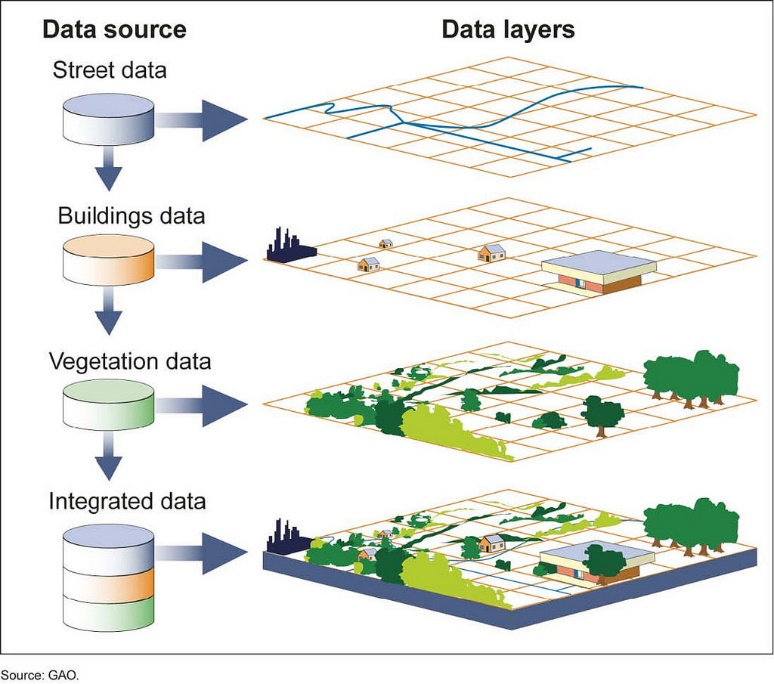 Data source
Data layers
Street data
Buildings data
Vegetation data
Integrated data
Source: GAO.